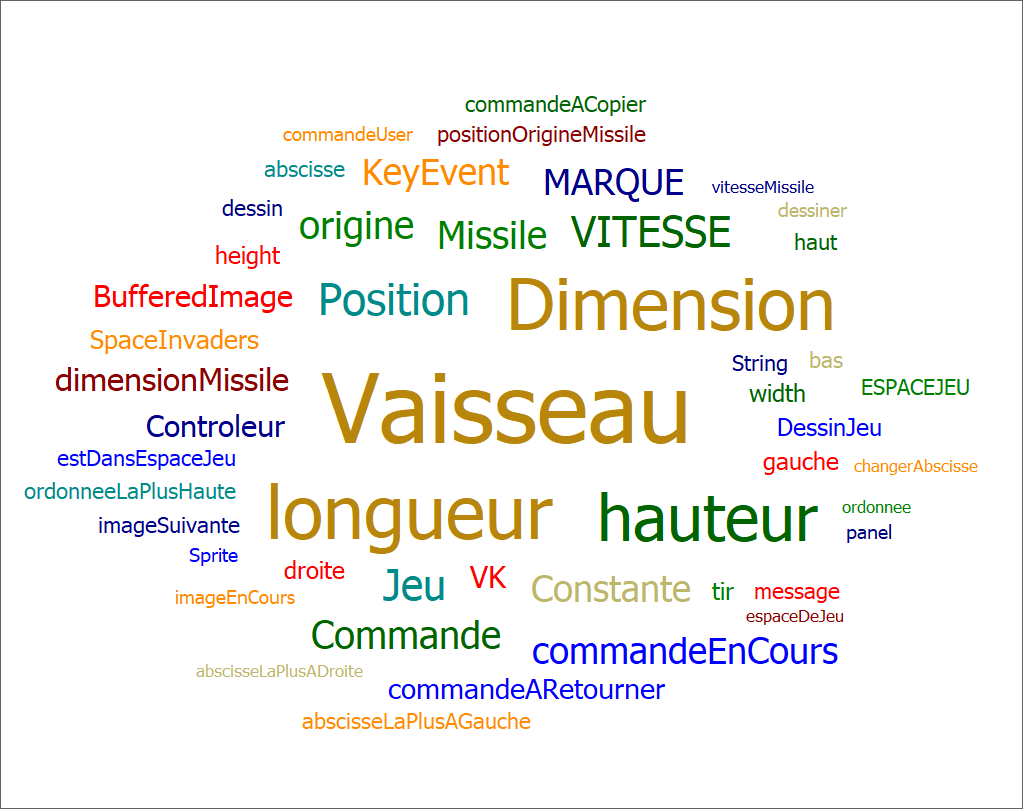 commandeACopier
commandeUser positionOrigineMissile
abscisse KeyEvent MARQUE vitesseMissile
dessin origine Missile VITESSE dessiner
haut
height
BufferedImage Position Dimension
SpaceInvaders
String bas
dimensionMissile Vaisseau width ESPACEJEU
Controleur DessinJeu
estDansEspaceJeu gauche changerAbscisse
ordonneeLaPlusHaute longueur hauteur ordonnee
imageSuivante panel
Sprite
droite Jeu VK Constante tir message
imageEnCours espaceDeJeu
Commande commandeEnCours
abscisseLaPlusADroite
commandeARetourner
abscisseLaPlusAGauche